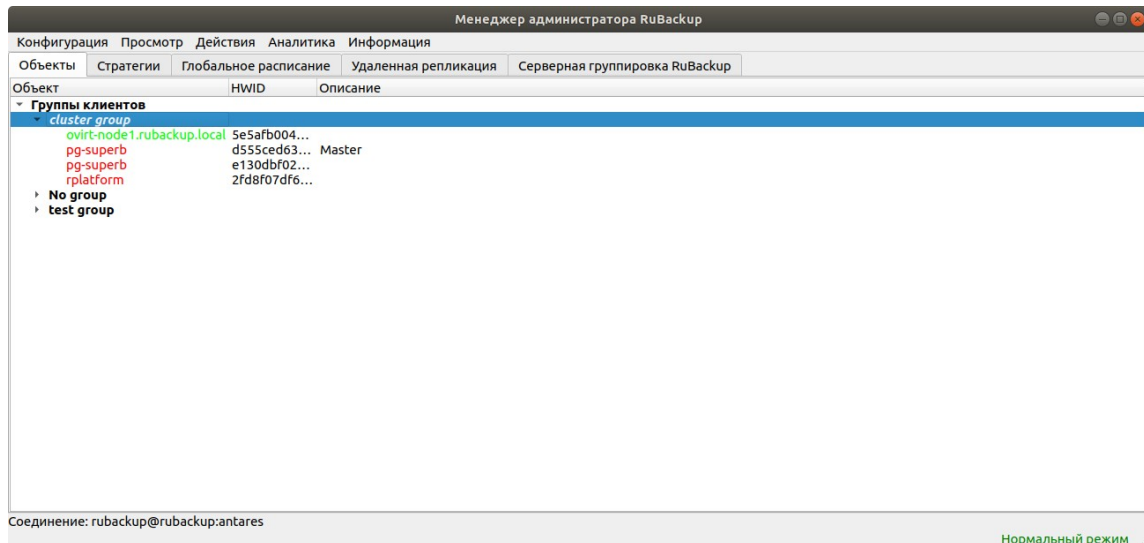 Менеджер администратора RuBackup
Конфигурация Просмотр Действия Аналитика Информация
Объекты Стратегии Глобальное расписание Удаленная репликация Серверная группировка RuBackup
Объект HWID Описание
Группы клиентов
cluster group
ovirt-node1.rubackup.local 5e5afb004...
pg-superb d555ced63... Master
pg-superb e130dbf02...
rplatform 2fd8f07df6...
No group
test group
Соединение: rubackup@rubackup:antares
Нормальный режим